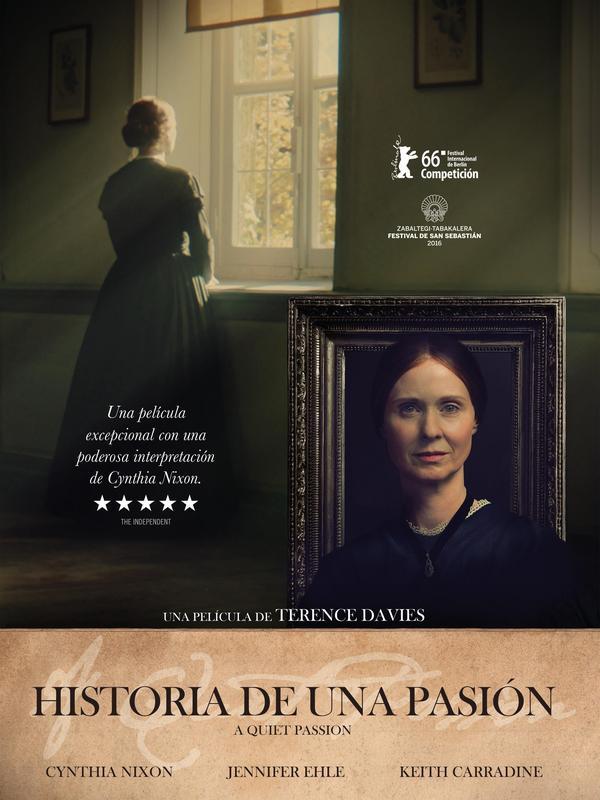 Berlinale
66
Festival
Internacional
de Berlín
Competición
ZABALTEGI-TABAKALERA
FESTIVAL DE SAN SEBASTIÁN
2016
Una película
excepcional con una
poderosa interpretación
de Cynthia Nixon.
★★★★★
THE INDEPENDENT
UNA PELÍCULA DE TERENCE DAVIES
HISTORIA DE UNA PASIÓN
A QUIET PASSION
CYNTHIA NIXON JENNIFER EHLE KEITH CARRADINE